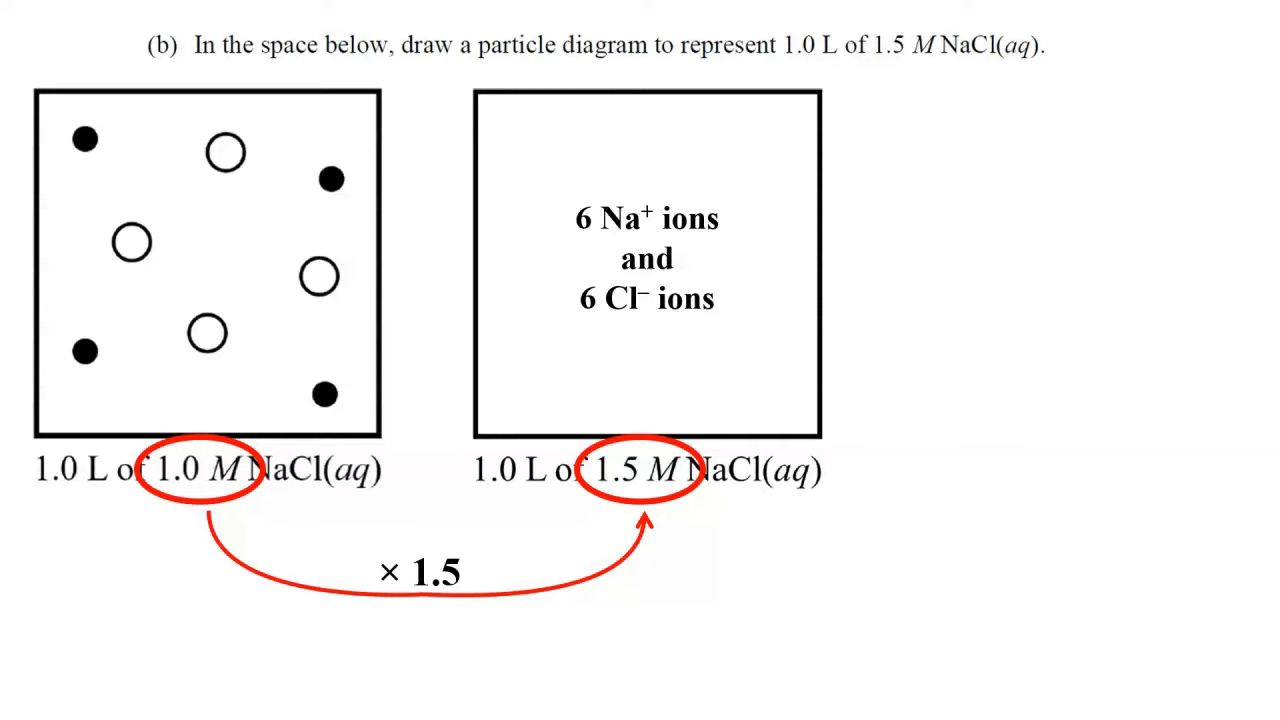 (b) In the space below, draw a particle diagram to represent 1.0 L of 1.5 M NaCl(aq).
6 Na⁺ ions
and
6 Cl⁻ ions
1.0 L of 1.0 M NaCl(aq)
1.0 L of 1.5 M NaCl(aq)
× 1.5